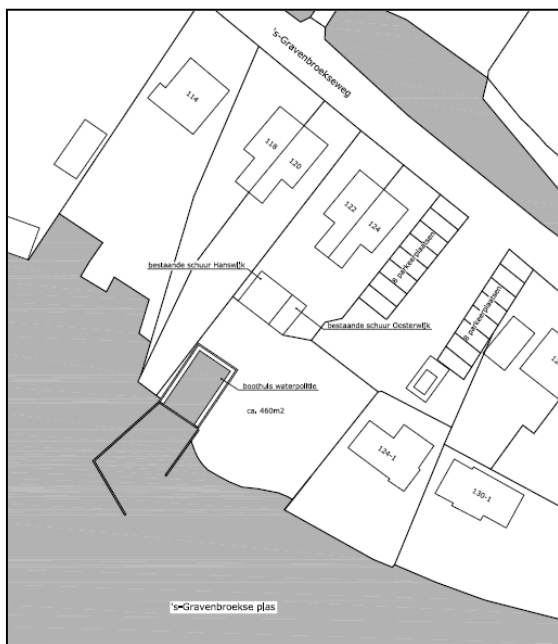 's-Gravenbroekseweg
114
118
120
122
124
8 parkeerplaatsen
8 parkeerplaatsen
bestaande schuur Hanswijk
bestaande schuur Oosterwijk
boothuis waterpolitie
ca. 460m2
124-1
130-1
's-Gravenbroekse plas